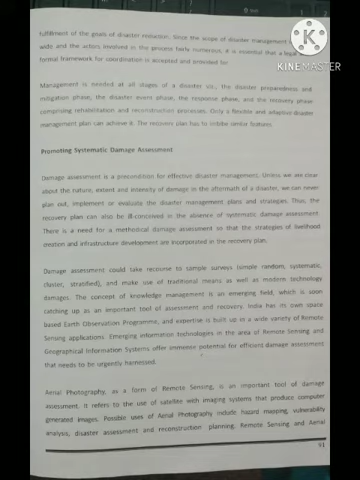 fulfillment of the goals of disaster reduction. Since the scope of disaster management
wide and the actors involved in the process fairly numerous, it is essential that a legal
formal framework for coordination is accepted and provided for.
Management is needed at all stages of a disaster viz., the disaster preparedness and
mitigation phase, the disaster event phase, the response phase, and the recovery phase
comprising rehabilitation and reconstruction processes. Only a flexible and adaptive disaster
management plan can achieve it. The recovery plan has to imbibe similar features.
Promoting Systematic Damage Assessment
Damage assessment is a precondition for effective disaster management. Unless we are clear
about the nature, extent and intensity of damage in the aftermath of a disaster, we can never
plan out, implement or evaluate the disaster management plans and strategies. Thus, the
recovery plan can also be ill-conceived in the absence of systematic damage assessment.
There is a need for a methodical damage assessment so that the strategies of livelihood
creation and infrastructure development are incorporated in the recovery plan.
Damage assessment could take recourse to sample surveys (simple random, systematic,
cluster, stratified), and make use of traditional means as well as modern technology
damages. The concept of knowledge management is an emerging field, which is soon
catching up as an important tool of assessment and recovery. India has its own space
based Earth Observation Programme, and expertise is built up in a wide variety of Remote
Sensing applications. Emerging information technologies in the area of Remote Sensing and
Geographical Information Systems offer immense potential for efficient damage assessment
that needs to be urgently harnessed.
Aerial Photography, as a form of Remote Sensing, is an important tool of damage
assessment. It refers to the use of satellite with imaging systems that produce computer
generated images. Possible uses of Aerial Photography include hazard mapping, vulnerability
analysis, disaster assessment and reconstruction planning. Remote Sensing and Aerial
91
K
KINEMASTER